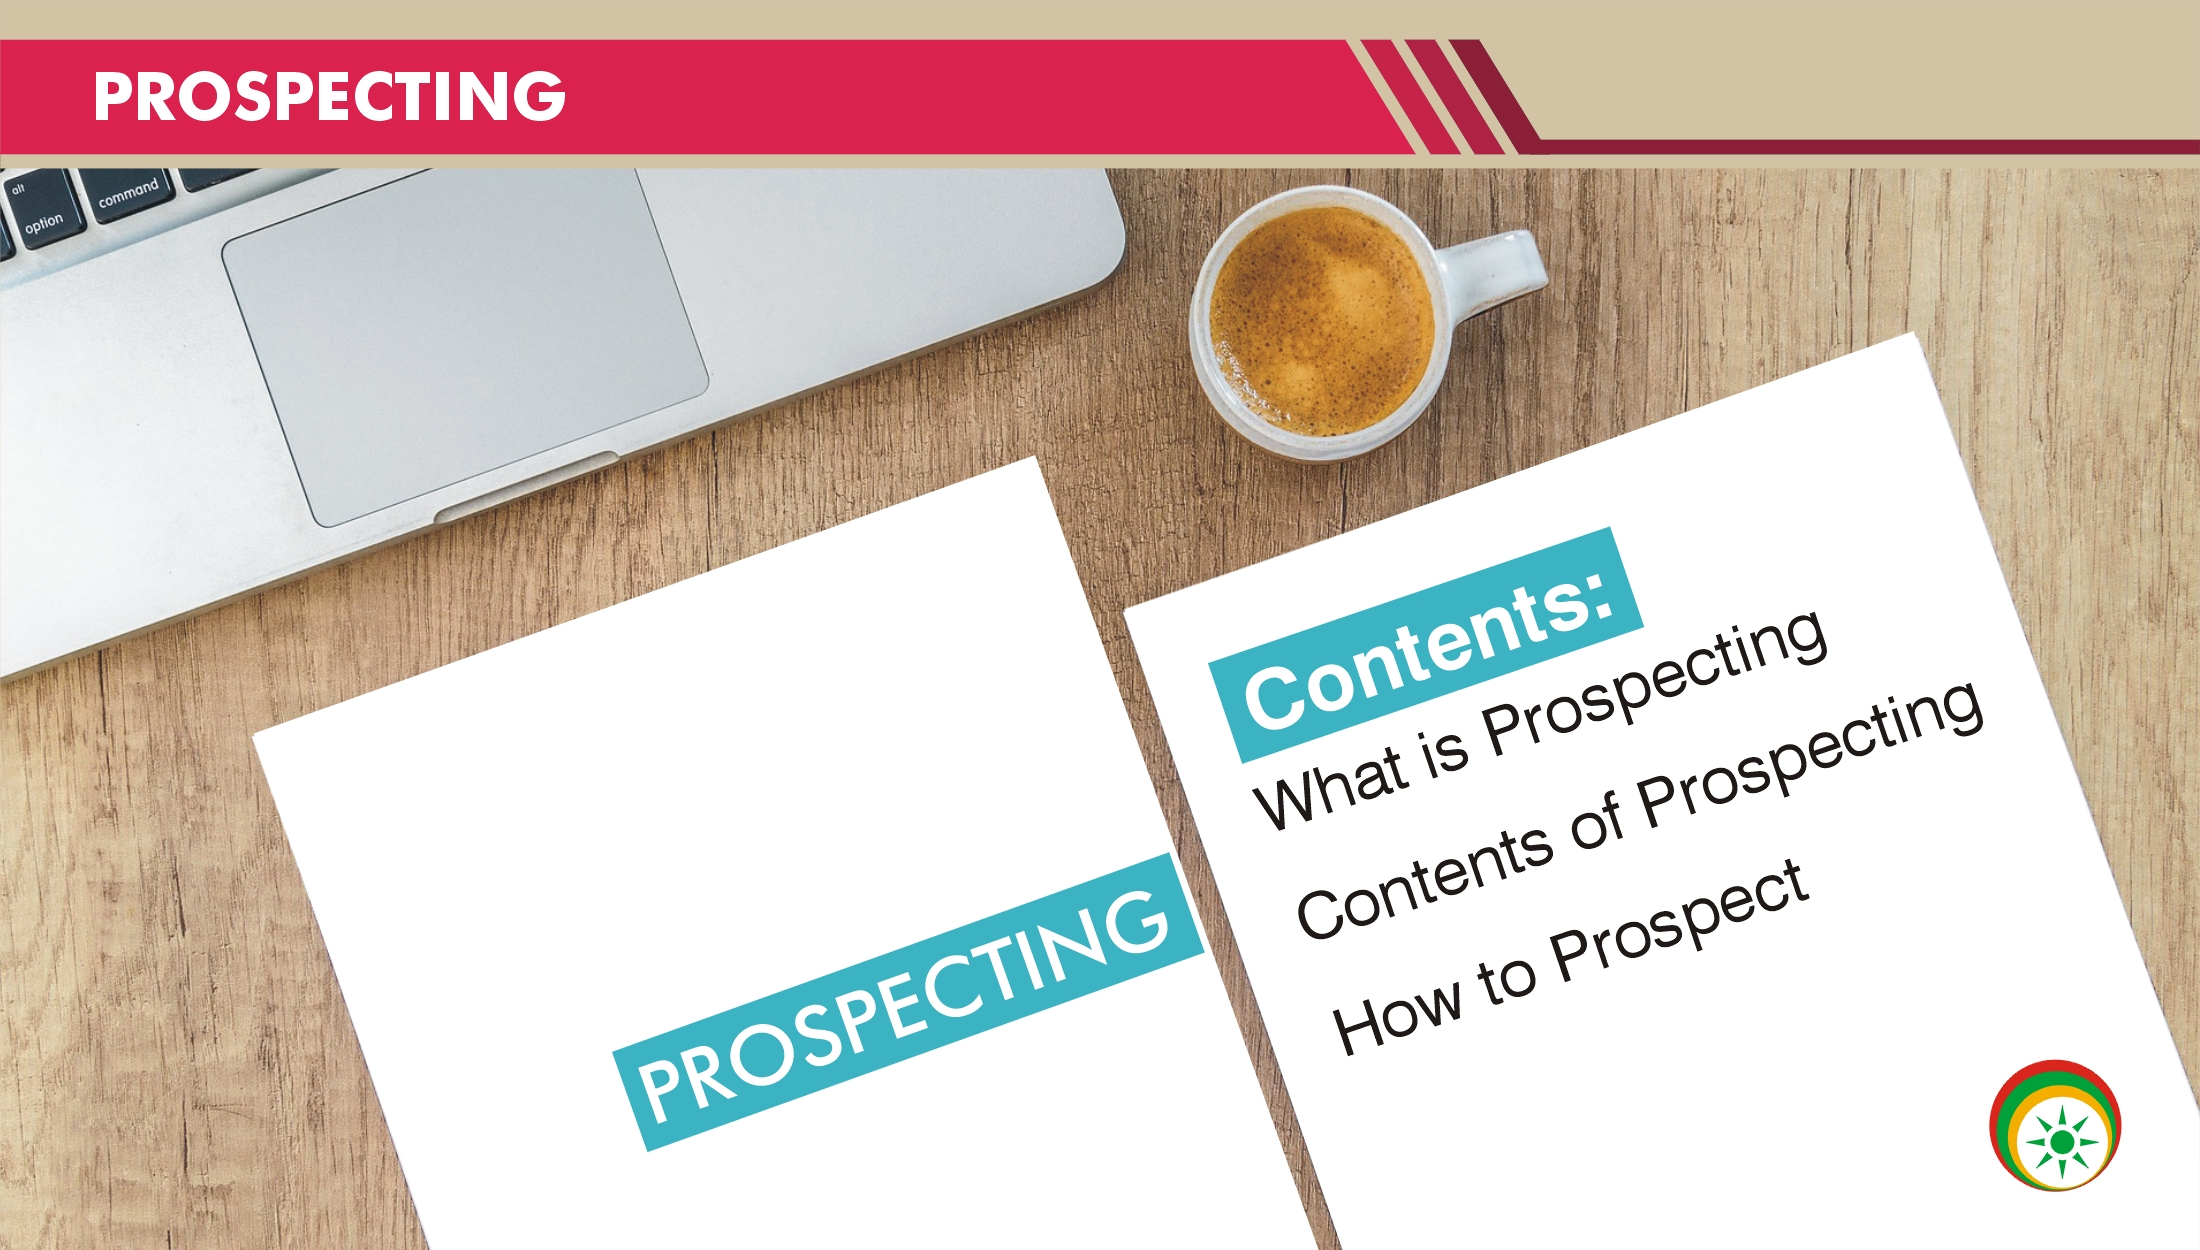 PROSPECTING
alt
option
command
Contents:
What is Prospecting
Contents of Prospecting
How to Prospect
PROSPECTING